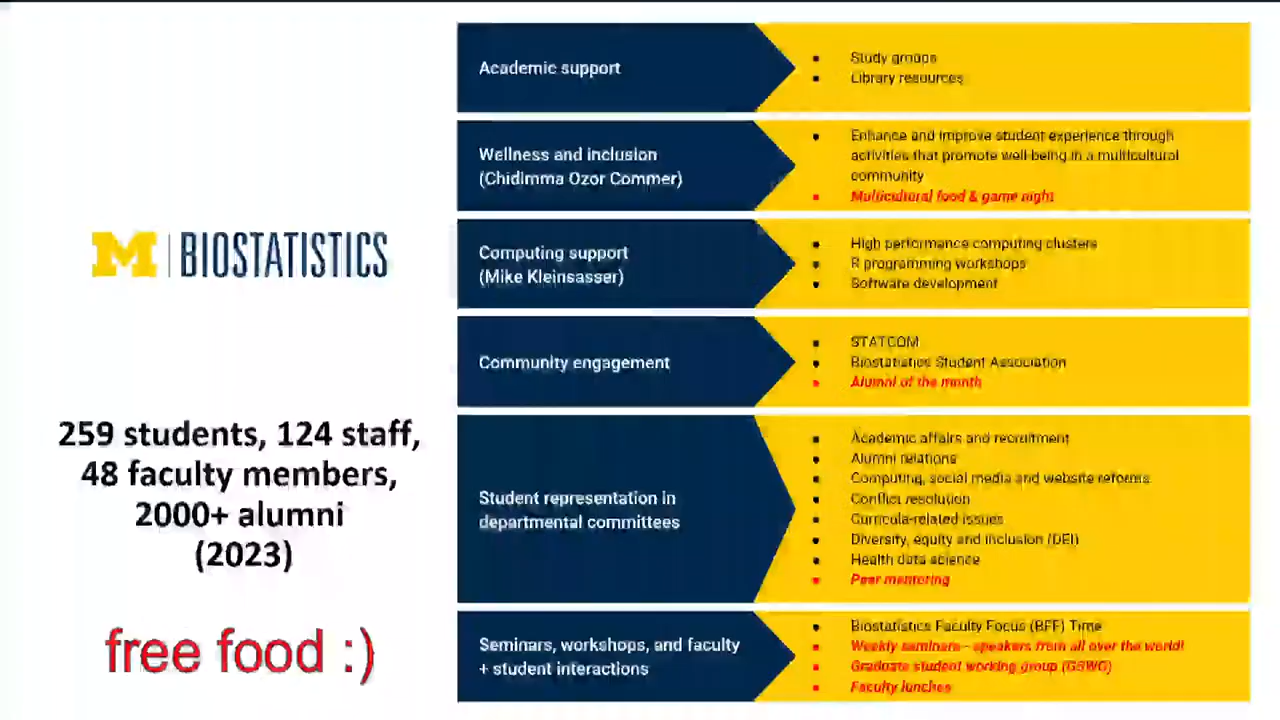 M | BIOSTATISTICS
259 students, 124 staff,
48 faculty members,
2000+ alumni
(2023)
free food :)
Academic support
• Study groups
• Library resources
Wellness and inclusion
(Chidimma Ozor Commer)
• Enhance and improve student experience through
activities that promote well-being in a multicultural
community
• Multicultural food & game night
Computing support
(Mike Kleinsasser)
• High performance computing clusters
• R programming workshops
• Software development
Community engagement
• STATCOM
• Biostatistics Student Association
• Alumni of the month
Student representation in
departmental committees
• Academic affairs and recruitment
• Alumni relations
• Computing, social media and website reforms
• Conflict resolution
• Curricula-related issues
• Diversity, equity and inclusion (DEI)
• Health data science
• Peer mentoring
Seminars, workshops, and faculty
+ student interactions
• Biostatistics Faculty Focus (BFF) Time
• Weekly seminars - speakers from all over the world!
• Graduate student working group (GSWG)
• Faculty lunches